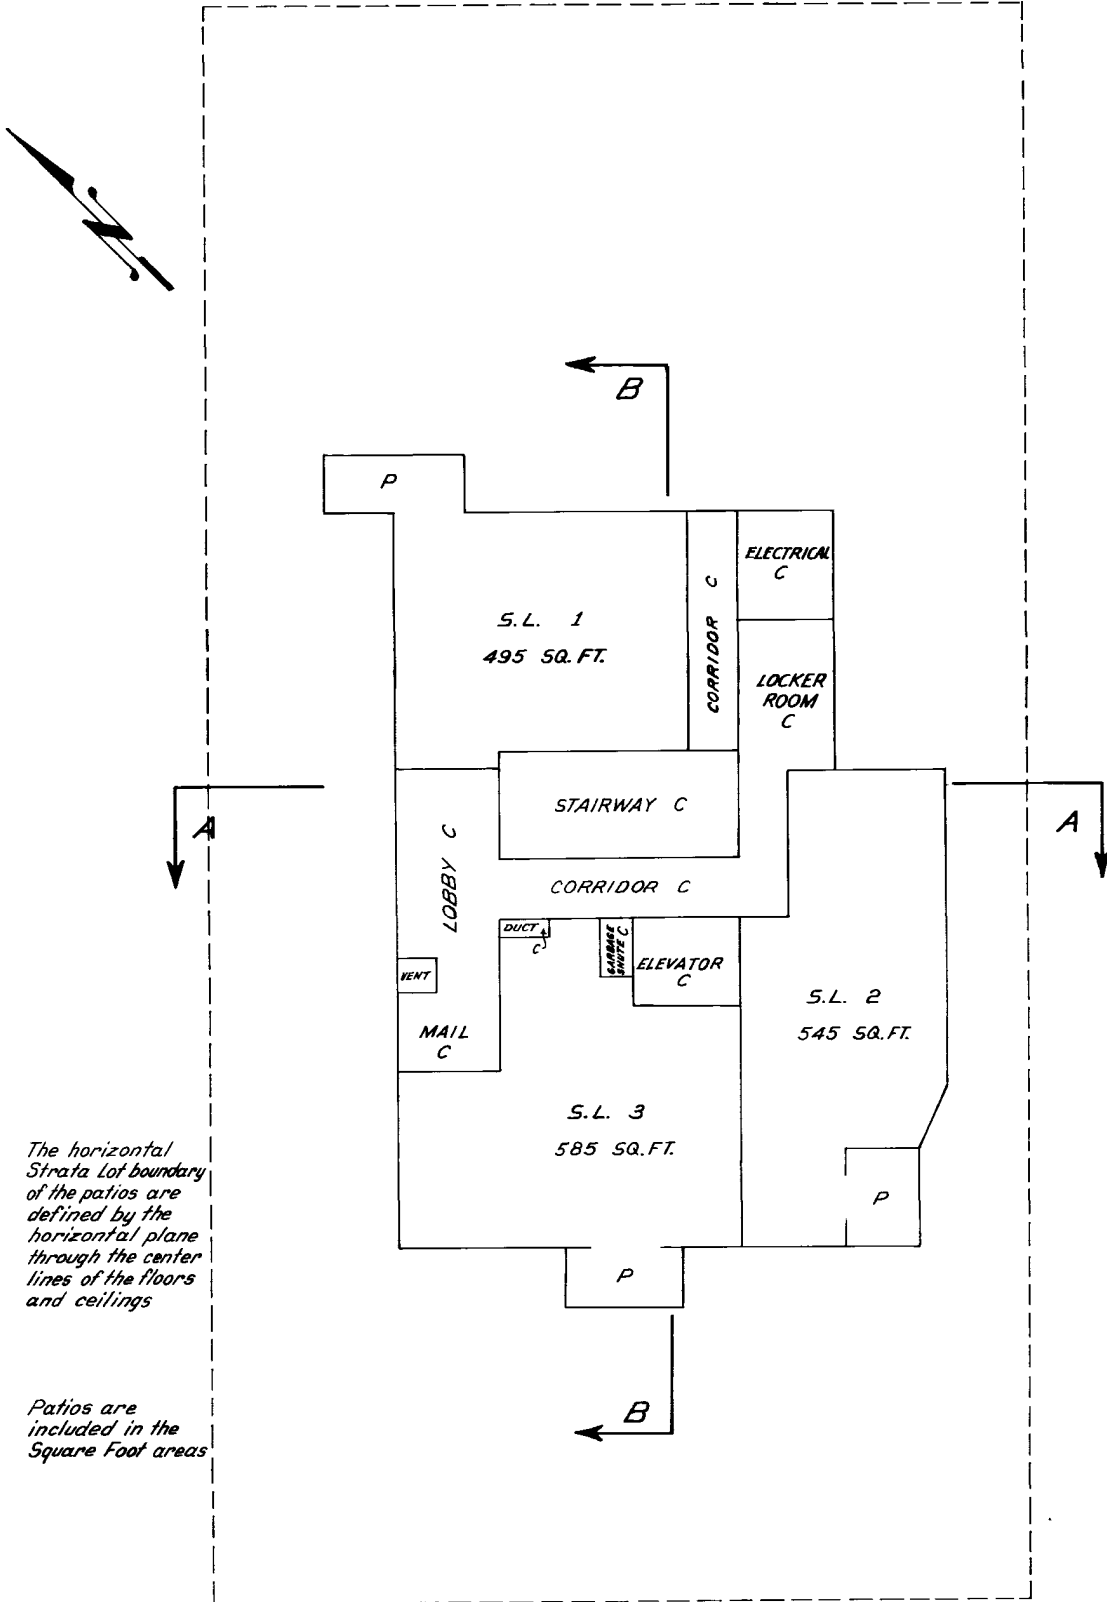 N
B
P
ELECTRICAL
C
S.L. 1
495 SQ. FT.
CORRIDOR C
LOCKER
ROOM
C
STAIRWAY C
A
A
LOBBY C
CORRIDOR C
DUCT
C
GARBAGE
SHUTE C
ELEVATOR
C
VENT
S.L. 2
545 SQ. FT.
MAIL
C
S.L. 3
585 SQ. FT.
The horizontal
Strata Lot boundary
of the patios are
defined by the
horizontal plane
through the center
lines of the floors
and ceilings
P
P
Patios are
included in the
Square Foot areas
B